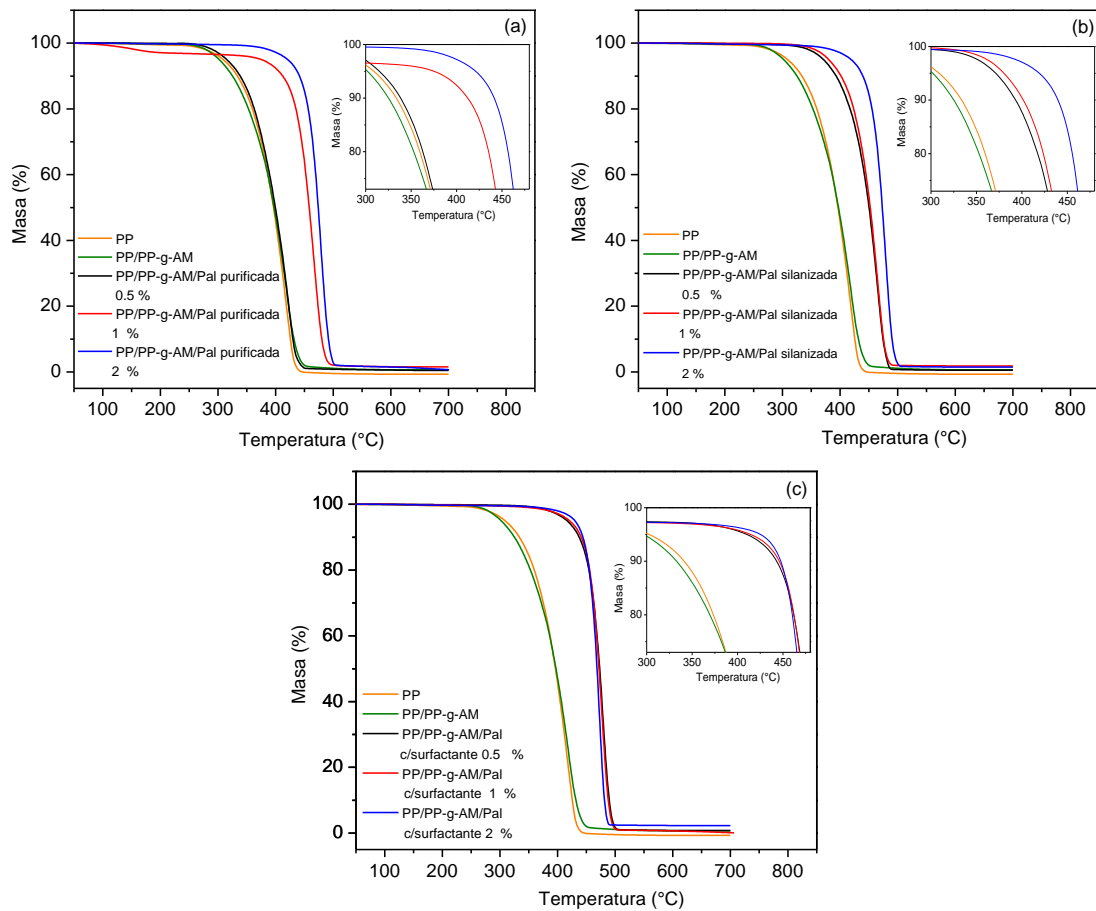 (a)
100
80
60
40
20
0
Masa (%)
100 200 300 400 500 600 700 800
Temperatura (°C)
PP
PP/PP-g-AM
PP/PP-g-AM/Pal purificada
0.5 %
PP/PP-g-AM/Pal purificada
1 %
PP/PP-g-AM/Pal purificada
2 %
100
90
80
Masa (%)
300 350 400 450
Temperatura (°C)
(b)
100
80
60
40
20
0
Masa (%)
100 200 300 400 500 600 700 800
Temperatura (°C)
PP
PP/PP-g-AM
PP/PP-g-AM/Pal silanizada
0.5 %
PP/PP-g-AM/Pal silanizada
1 %
PP/PP-g-AM/Pal silanizada
2 %
100
90
80
Masa (%)
300 350 400 450
Temperatura (°C)
(c)
100
80
60
40
20
0
Masa (%)
100 200 300 400 500 600 700 800
Temperatura (°C)
PP
PP/PP-g-AM
PP/PP-g-AM/Pal
c/surfactante 0.5 %
PP/PP-g-AM/Pal
c/surfactante 1 %
PP/PP-g-AM/Pal
c/surfactante 2 %
100
90
80
Masa (%)
300 350 400 450
Temperatura (°C)